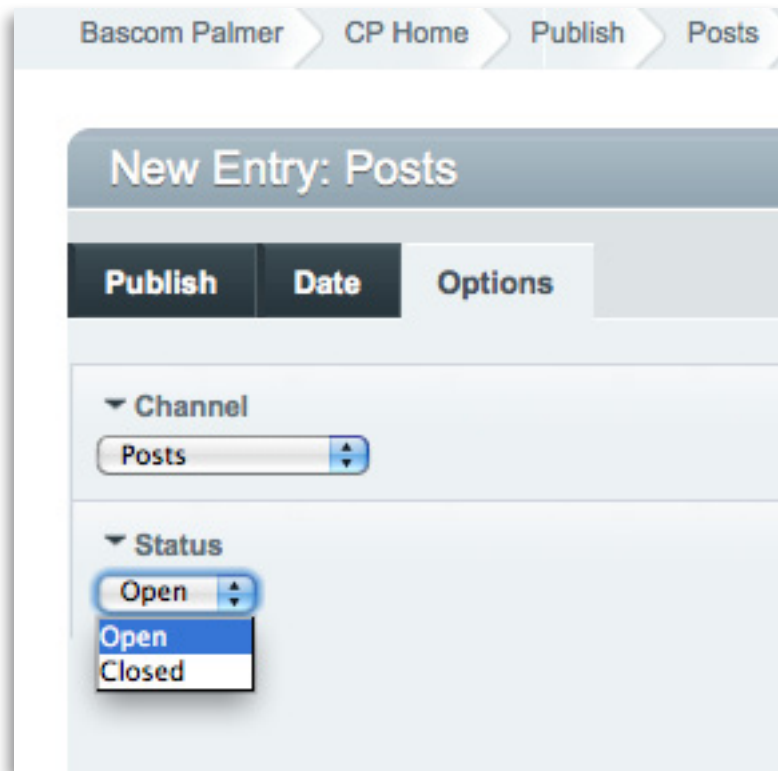 Bascom Palmer CP Home Publish Posts
New Entry: Posts
Publish Date Options
Channel
Posts
Status
Open
Open
Closed